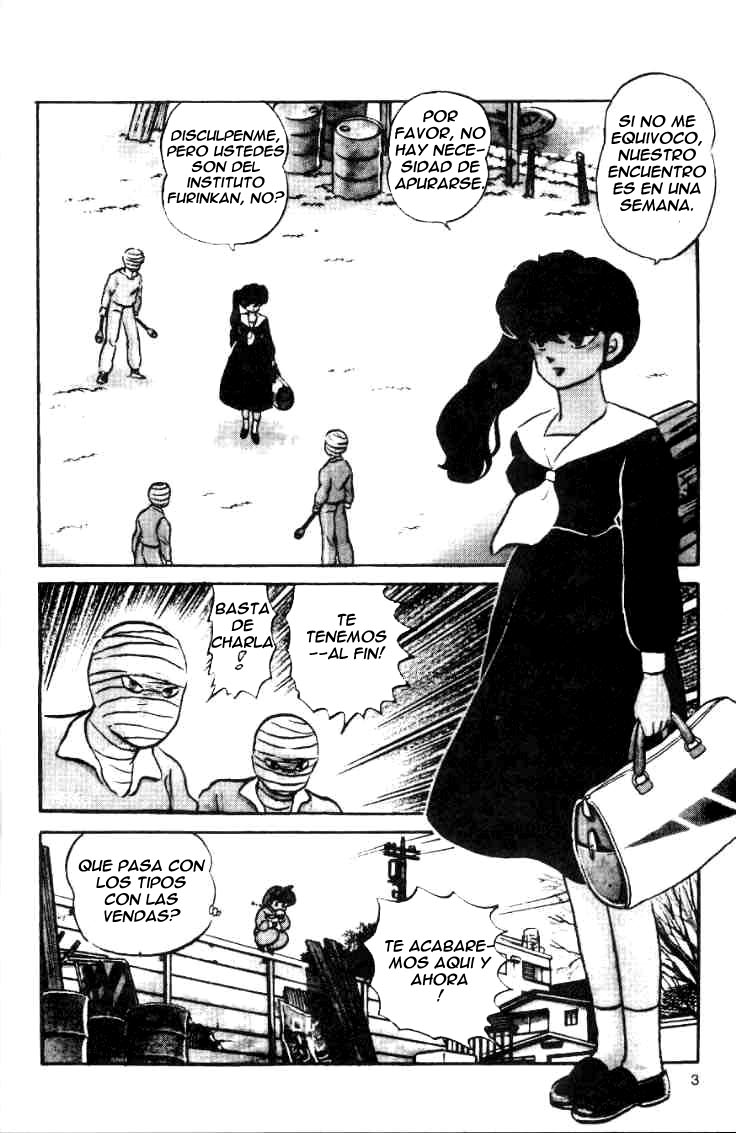 DISCULPENME,
PERO USTEDES
SON DEL
INSTITUTO
FURINKAN, NO?
POR
FAVOR, NO
HAY NECE-
SIDAD DE
APURARSE.
SI NO ME
EQUIVOCO,
NUESTRO
ENCUENTRO
ES EN UNA
SEMANA.
BASTA
DE
CHARLA
!
TE
TENEMOS
--AL FIN!
QUE PASA CON
LOS TIPOS
CON LAS
VENDAS?
TE ACABARE-
MOS AQUI Y
AHORA
!
3